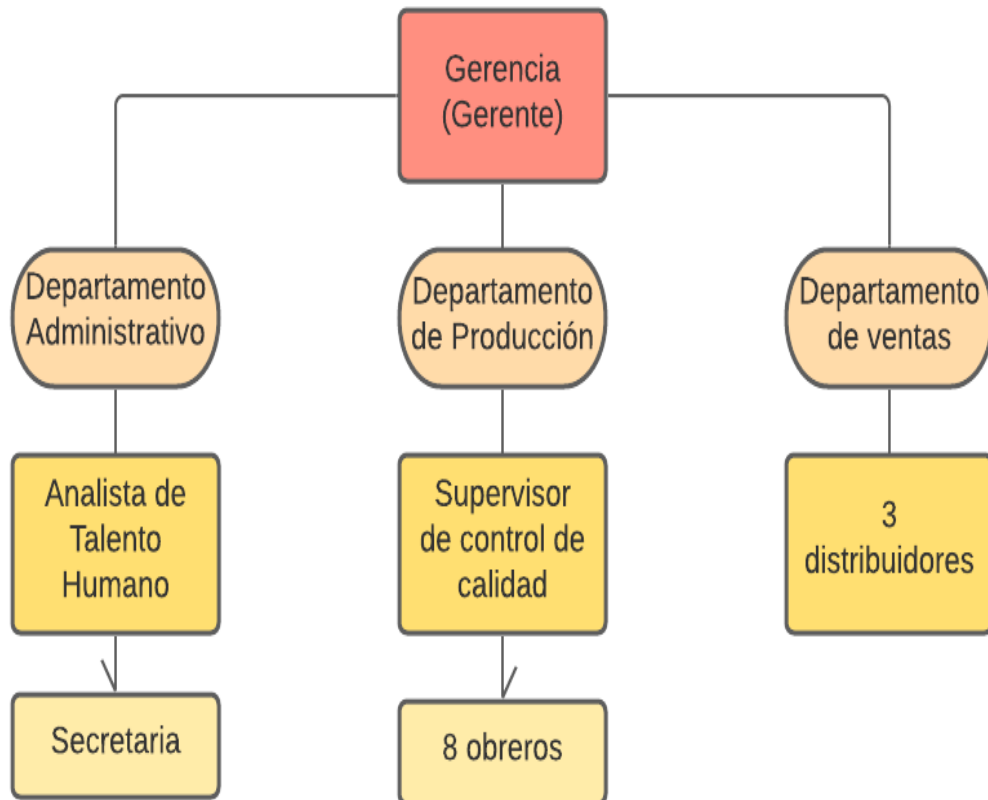 Gerencia
(Gerente)
Departamento
Administrativo
Departamento
de Producción
Departamento
de ventas
Analista de
Talento
Humano
Supervisor
de control de
calidad
3
distribuidores
Secretaria
8 obreros